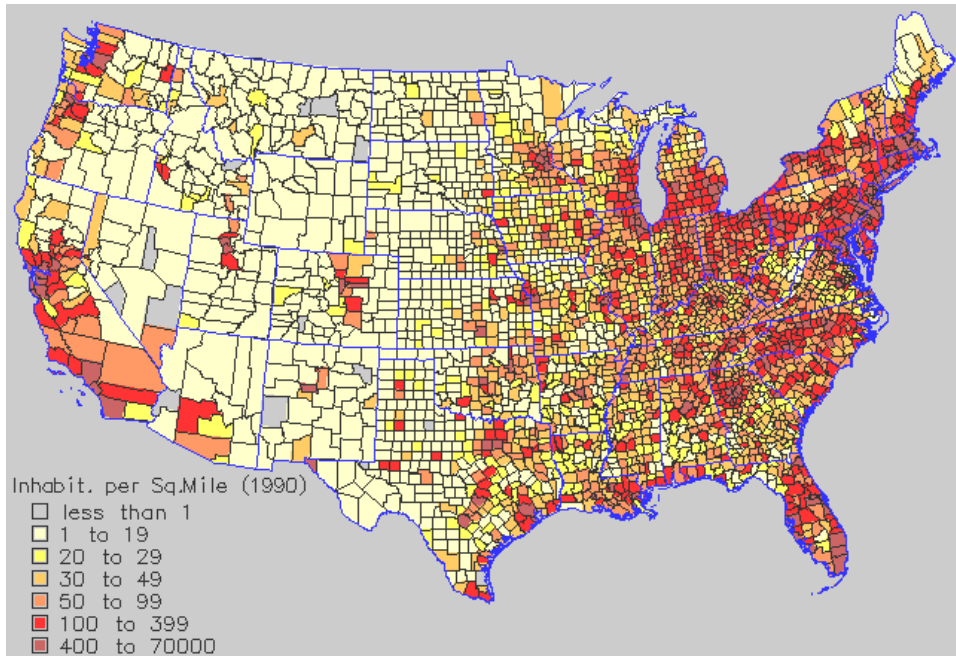 Inhabit. per Sq.Mile (1990)
less than 1
1 to 19
20 to 29
30 to 49
50 to 99
100 to 399
400 to 70000